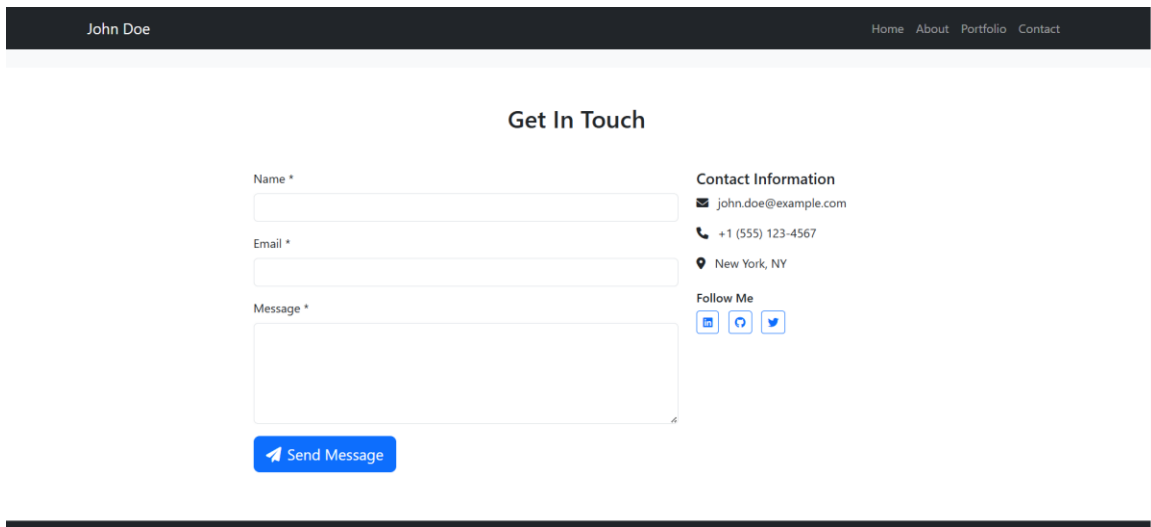 John Doe
Home About Portfolio Contact
Get In Touch
Name *
Email *
Message *
Send Message
Contact Information
john.doe@example.com
+1 (555) 123-4567
New York, NY
Follow Me